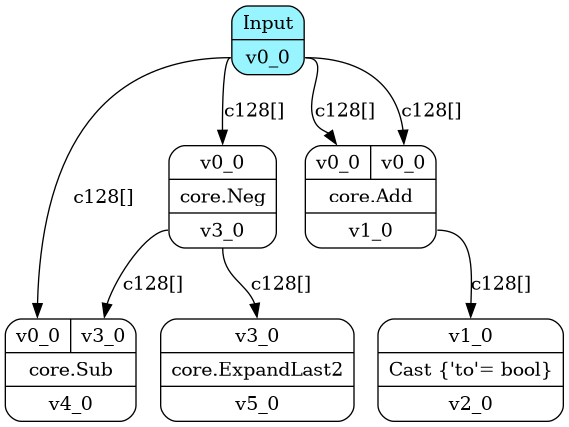 Input
v0_0
c128[]
c128[]
c128[]
c128[]
v0_0
core.Neg
v3_0
v0_0 v0_0
core.Add
v1_0
c128[]
c128[]
c128[]
v0_0 v3_0
core.Sub
v4_0
v3_0
core.ExpandLast2
v5_0
v1_0
Cast {'to'= bool}
v2_0